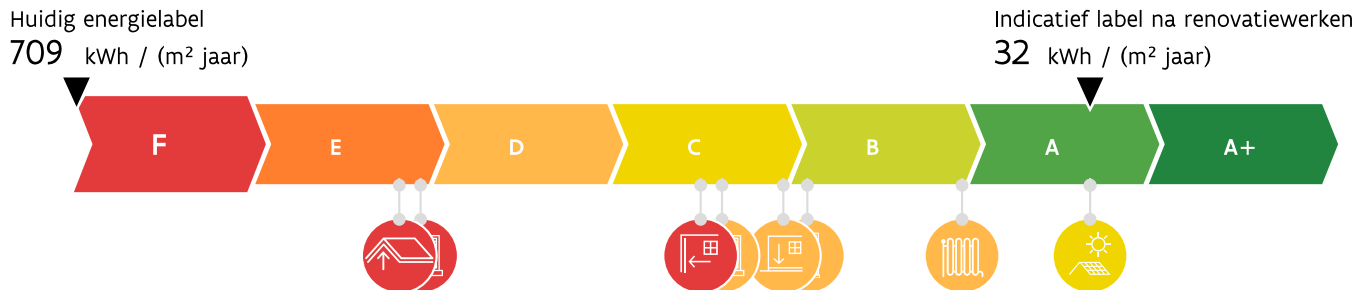 Huidig energielabel
709 kWh / (m² jaar)
Indicatief label na renovatiewerken
32 kWh / (m² jaar)
F E D C B A A+